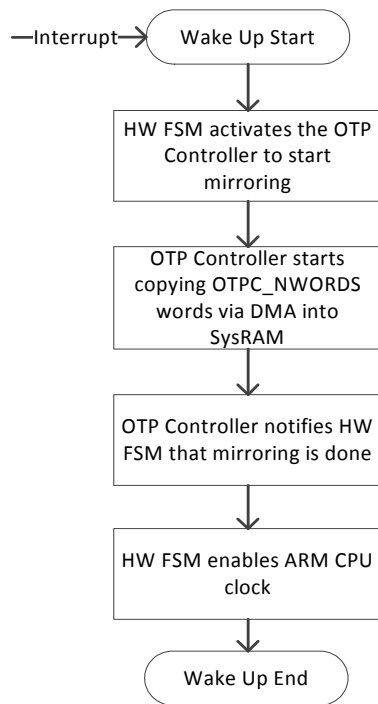 Interrupt
Wake Up Start
HW FSM activates the OTP
Controller to start
mirroring
OTP Controller starts
copying OTPC_NWORDS
words via DMA into
SysRAM
OTP Controller notifies HW
FSM that mirroring is done
HW FSM enables ARM CPU
clock
Wake Up End